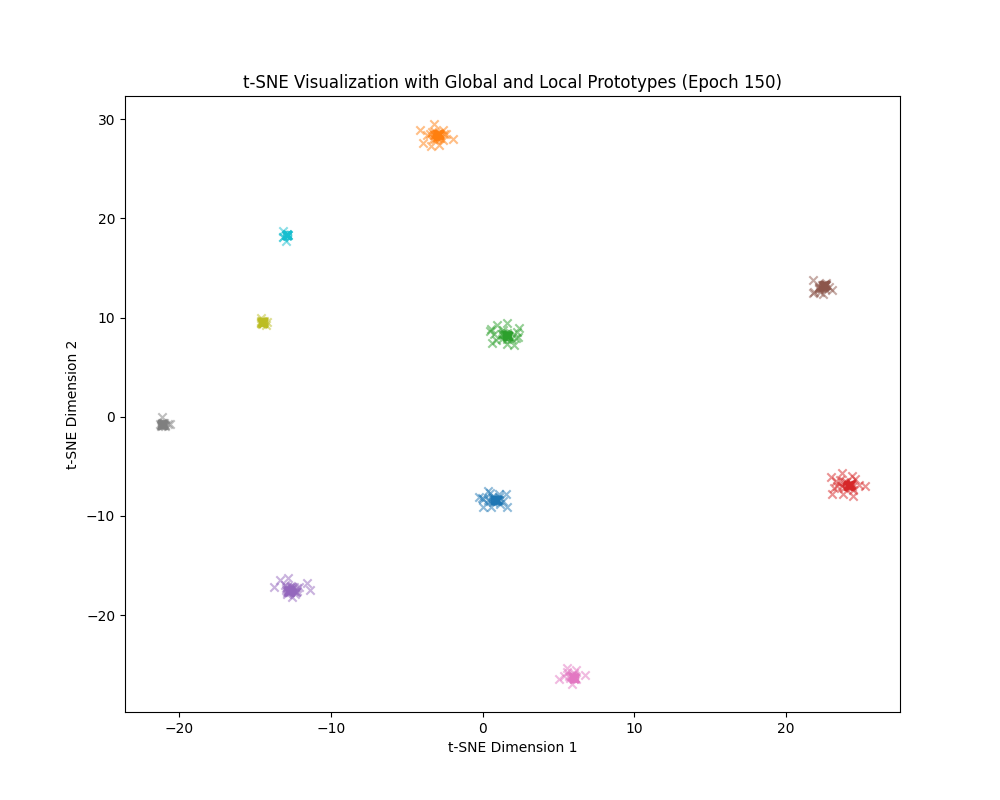 t-SNE Visualization with Global and Local Prototypes (Epoch 150)
30
20
10
0
−10
−20
t-SNE Dimension 2
−20 −10 0 10 20
t-SNE Dimension 1